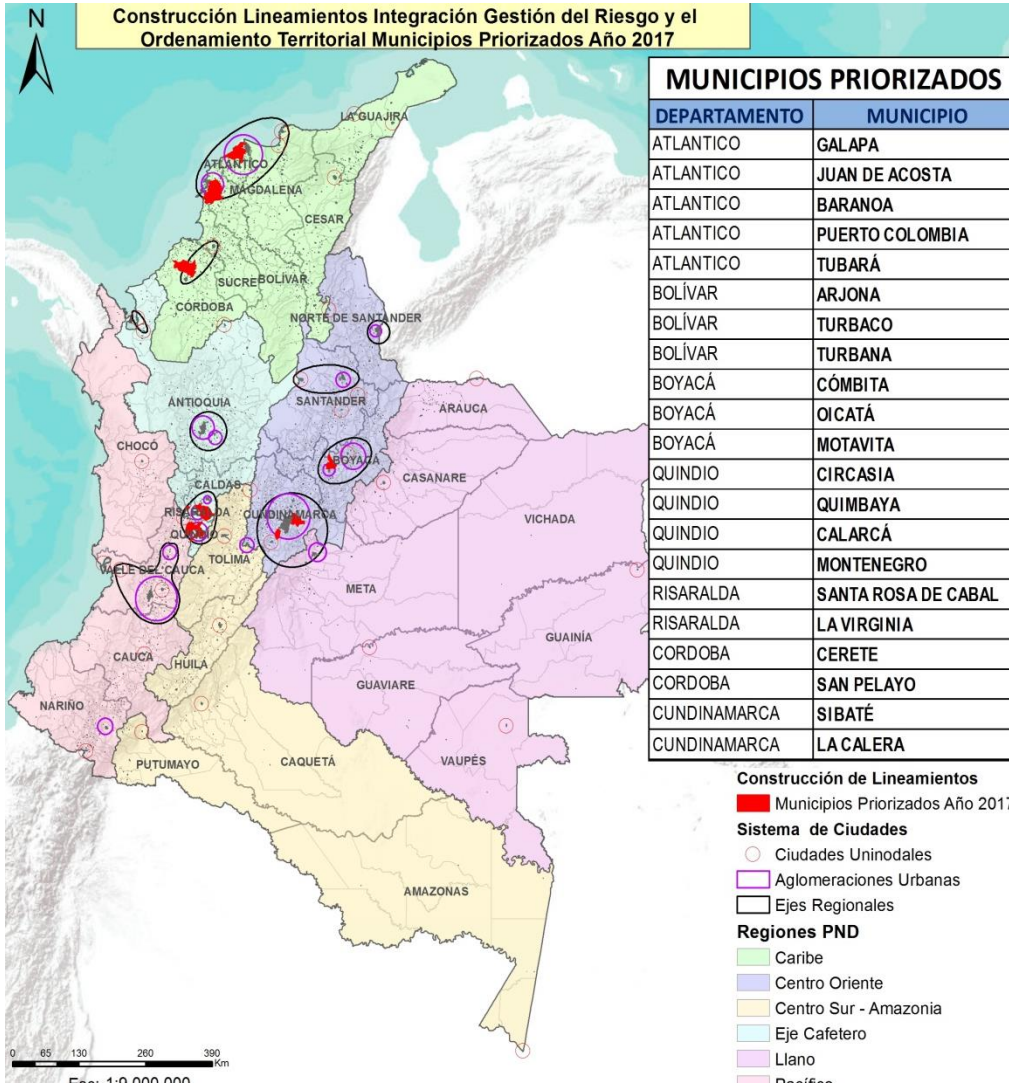 Construcción Lineamientos Integración Gestión del Riesgo y el
Ordenamiento Territorial Municipios Priorizados Año 2017
N
MUNICIPIOS PRIORIZADOS
DEPARTAMENTO MUNICIPIO
ATLANTICO GALAPA
ATLANTICO JUAN DE ACOSTA
ATLANTICO BARANOA
ATLANTICO PUERTO COLOMBIA
ATLANTICO TUBARÁ
BOLÍVAR ARJONA
BOLÍVAR TURBACO
BOLÍVAR TURBANA
BOYACÁ CÓMBITA
BOYACÁ OICATÁ
BOYACÁ MOTAVITA
QUINDIO CIRCASIA
QUINDIO QUIMBAYA
QUINDIO CALARCÁ
QUINDIO MONTENEGRO
RISARALDA SANTA ROSA DE CABAL
RISARALDA LA VIRGINIA
CORDOBA CERETE
CORDOBA SAN PELAYO
CUNDINAMARCA SIBATÉ
CUNDINAMARCA LA CALERA
LA GUAJIRA
ATLANTICO
MAGDALENA
CESAR
SUCRE
BOLÍVAR
CÓRDOBA
NORTE DE SANTANDER
ANTIOQUIA
SANTANDER
ARAUCA
CHOCÓ
BOYACÁ
CASANARE
CALDAS
RISARALDA
CUNDINAMARCA
VICHADA
QUINDIO
TOLIMA
VALLE DEL CAUCA
META
CAUCA
HUILA
GUAINÍA
GUAVIARE
NARIÑO
PUTUMAYO
CAQUETÁ
VAUPÉS
AMAZONAS
Construcción de Lineamientos
Municipios Priorizados Año 2017
Sistema de Ciudades
Ciudades Uninodales
Aglomeraciones Urbanas
Ejes Regionales
Regiones PND
Caribe
Centro Oriente
Centro Sur - Amazonia
Eje Cafetero
Llano
Pacífico
0 65 130 260 390
Km
Esc: 1:9.000.000